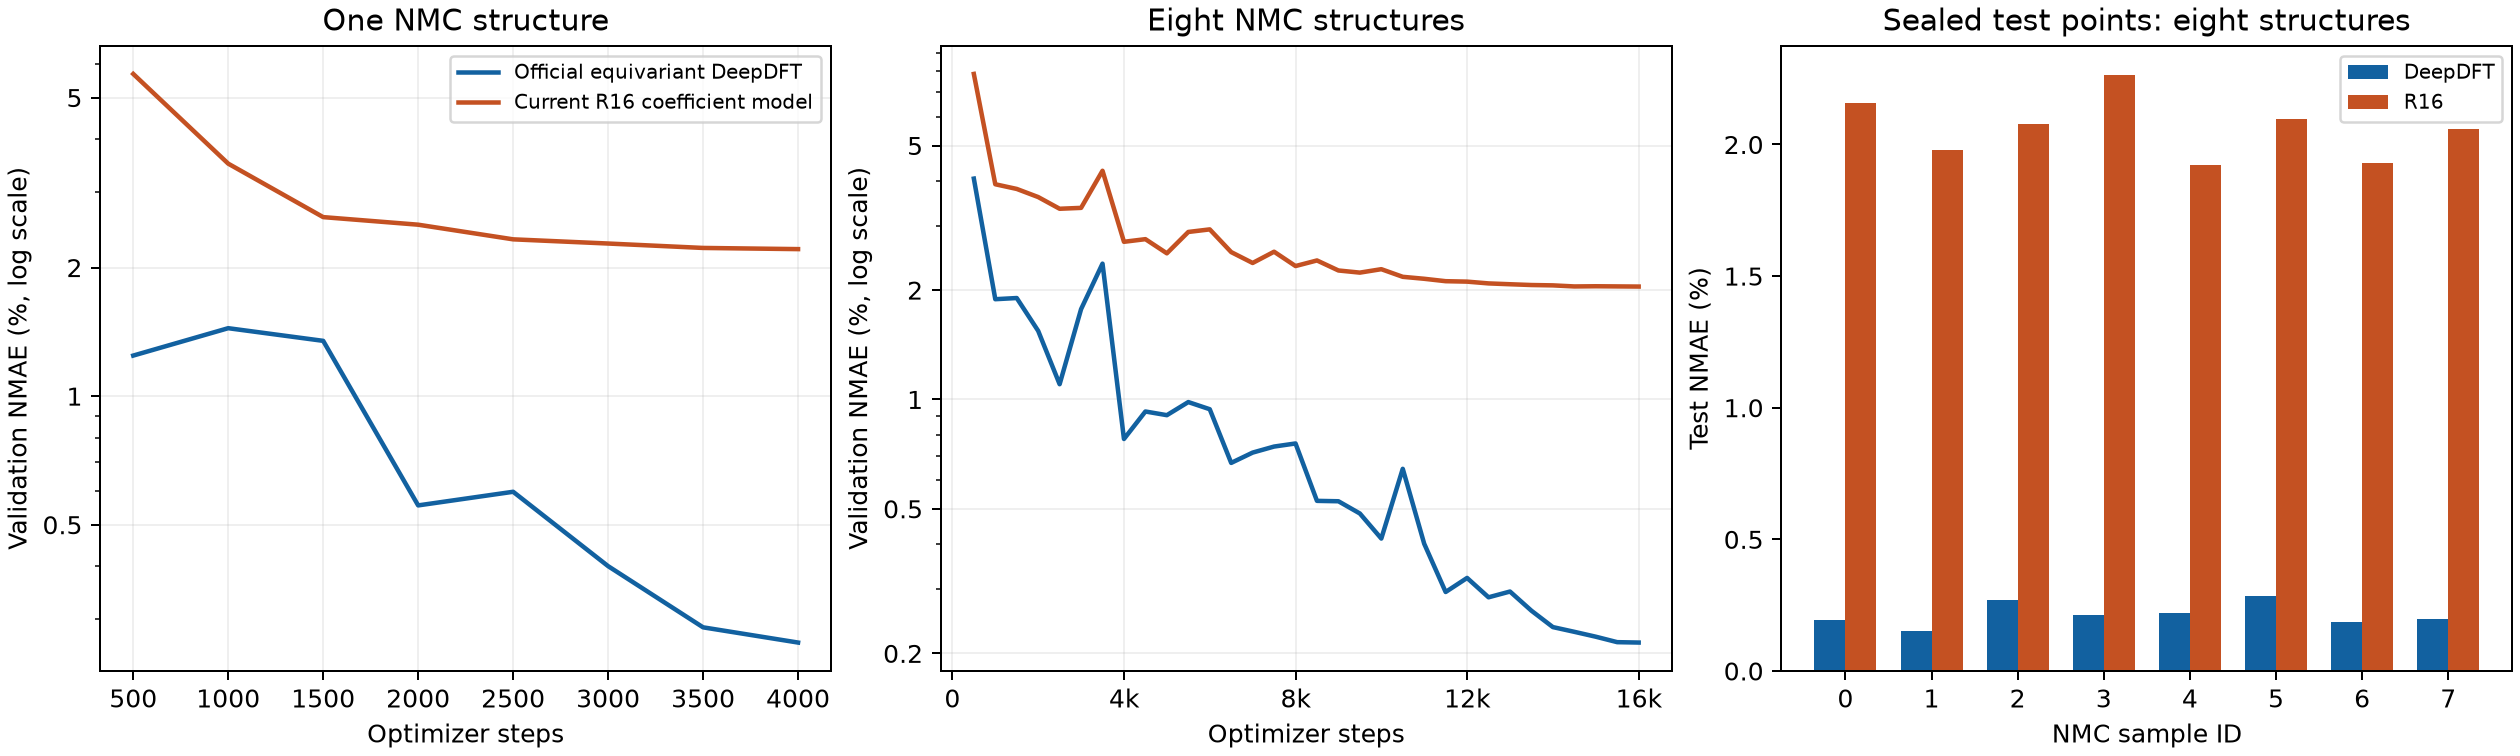 One NMC structure
Official equivariant DeepDFT
Current R16 coefficient model
Validation NMAE (%, log scale)
5
2
1
0.5
500 1000 1500 2000 2500 3000 3500 4000
Optimizer steps
Eight NMC structures
Validation NMAE (%, log scale)
5
2
1
0.5
0.2
0 4k 8k 12k 16k
Optimizer steps
Sealed test points: eight structures
DeepDFT
R16
Test NMAE (%)
2.0
1.5
1.0
0.5
0.0
0 1 2 3 4 5 6 7
NMC sample ID